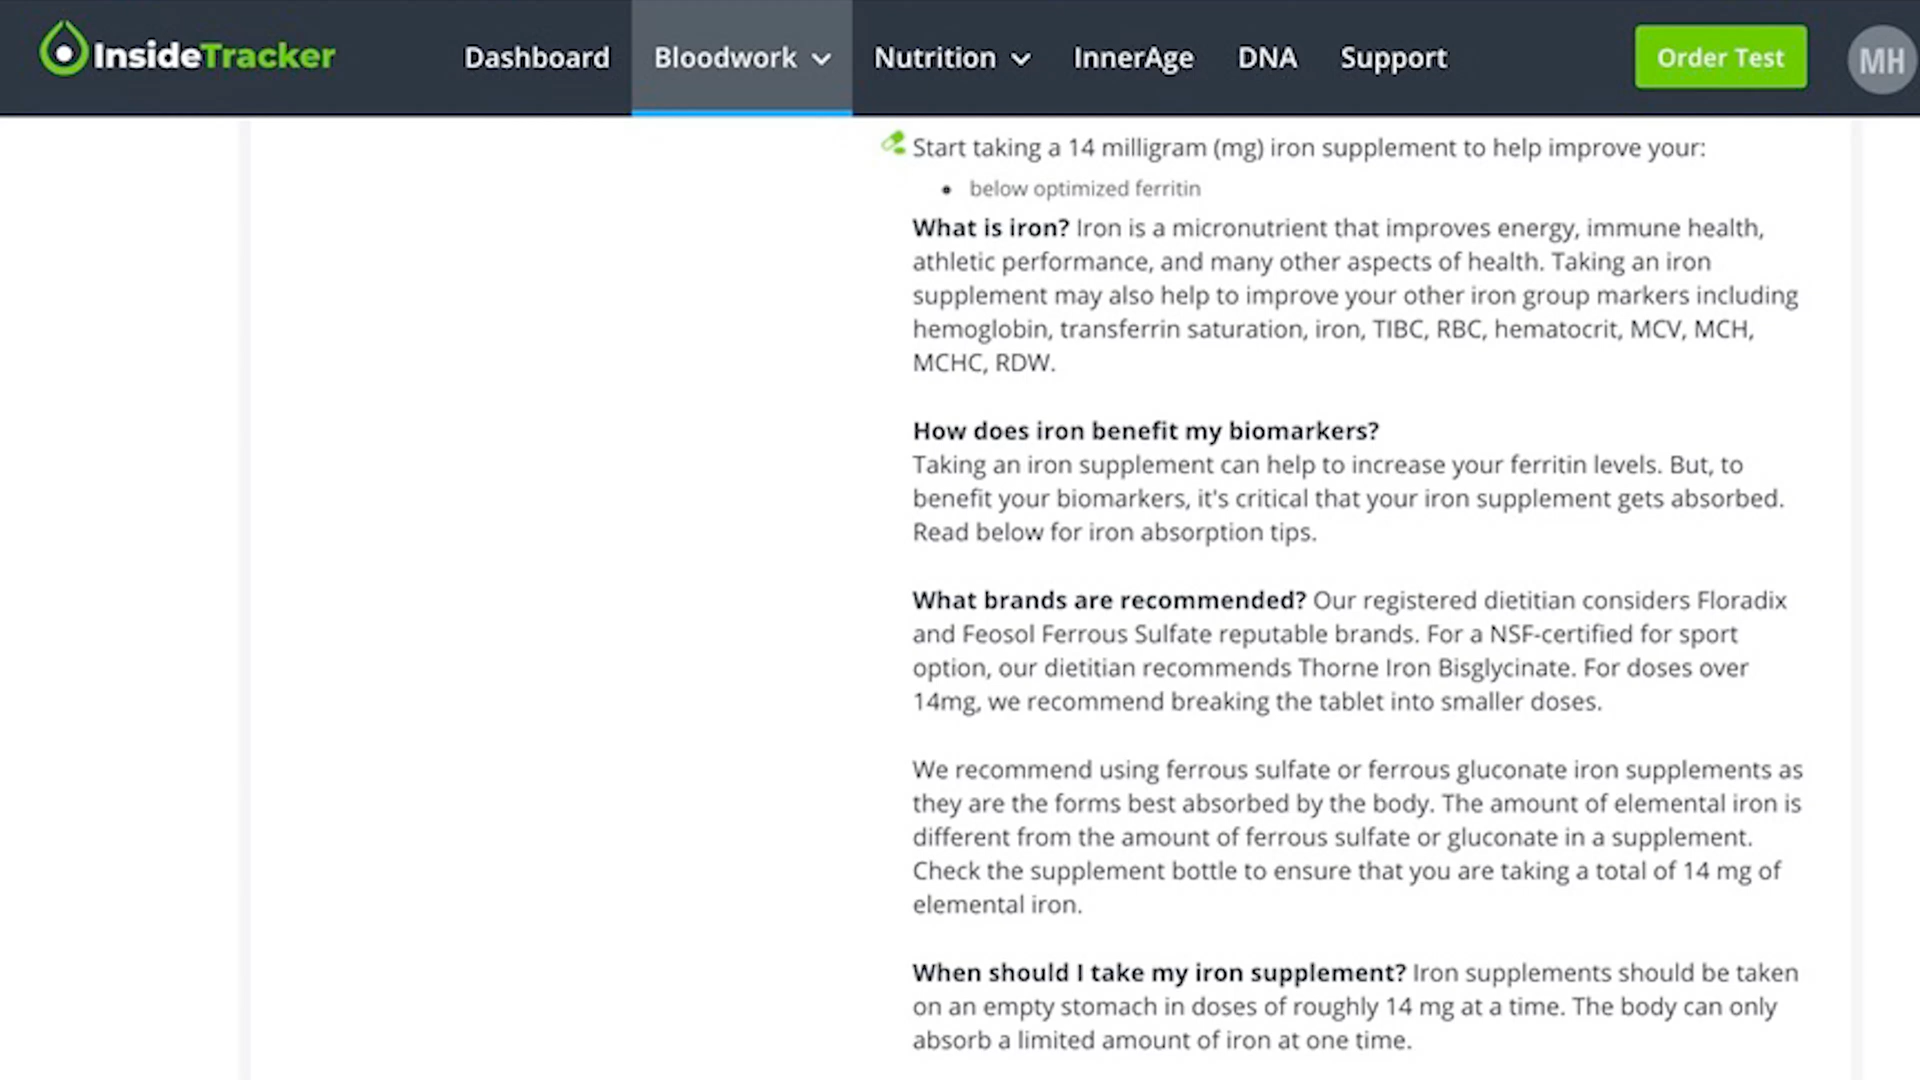 InsideTracker
Dashboard
Bloodwork
Nutrition
InnerAge
DNA
Support
Order Test
MH
Start taking a 14 milligram (mg) iron supplement to help improve your:
• below optimized ferritin
What is iron? Iron is a micronutrient that improves energy, immune health,
athletic performance, and many other aspects of health. Taking an iron
supplement may also help to improve your other iron group markers including
hemoglobin, transferrin saturation, iron, TIBC, RBC, hematocrit, MCV, MCH,
MCHC, RDW.
How does iron benefit my biomarkers?
Taking an iron supplement can help to increase your ferritin levels. But, to
benefit your biomarkers, it's critical that your iron supplement gets absorbed.
Read below for iron absorption tips.
What brands are recommended? Our registered dietitian considers Floradix
and Feosol Ferrous Sulfate reputable brands. For a NSF-certified for sport
option, our dietitian recommends Thorne Iron Bisglycinate. For doses over
14mg, we recommend breaking the tablet into smaller doses.
We recommend using ferrous sulfate or ferrous gluconate iron supplements as
they are the forms best absorbed by the body. The amount of elemental iron is
different from the amount of ferrous sulfate or gluconate in a supplement.
Check the supplement bottle to ensure that you are taking a total of 14 mg of
elemental iron.
When should I take my iron supplement? Iron supplements should be taken
on an empty stomach in doses of roughly 14 mg at a time. The body can only
absorb a limited amount of iron at one time.